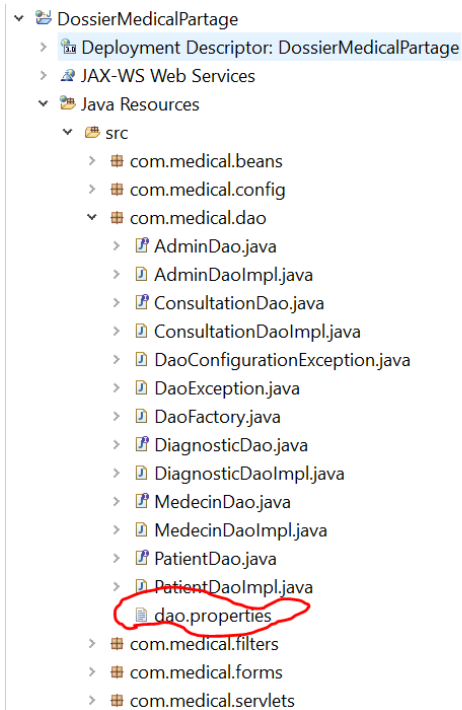 DossierMedicalPartage
Deployment Descriptor: DossierMedicalPartage
JAX-WS Web Services
Java Resources
src
com.medical.beans
com.medical.config
com.medical.dao
AdminDao.java
AdminDaoImpl.java
ConsultationDao.java
ConsultationDaoImpl.java
DaoConfigurationException.java
DaoException.java
DaoFactory.java
DiagnosticDao.java
DiagnosticDaoImpl.java
MedecinDao.java
MedecinDaoImpl.java
PatientDao.java
PatientDaoImpl.java
dao.properties
com.medical.filters
com.medical.forms
com.medical.servlets